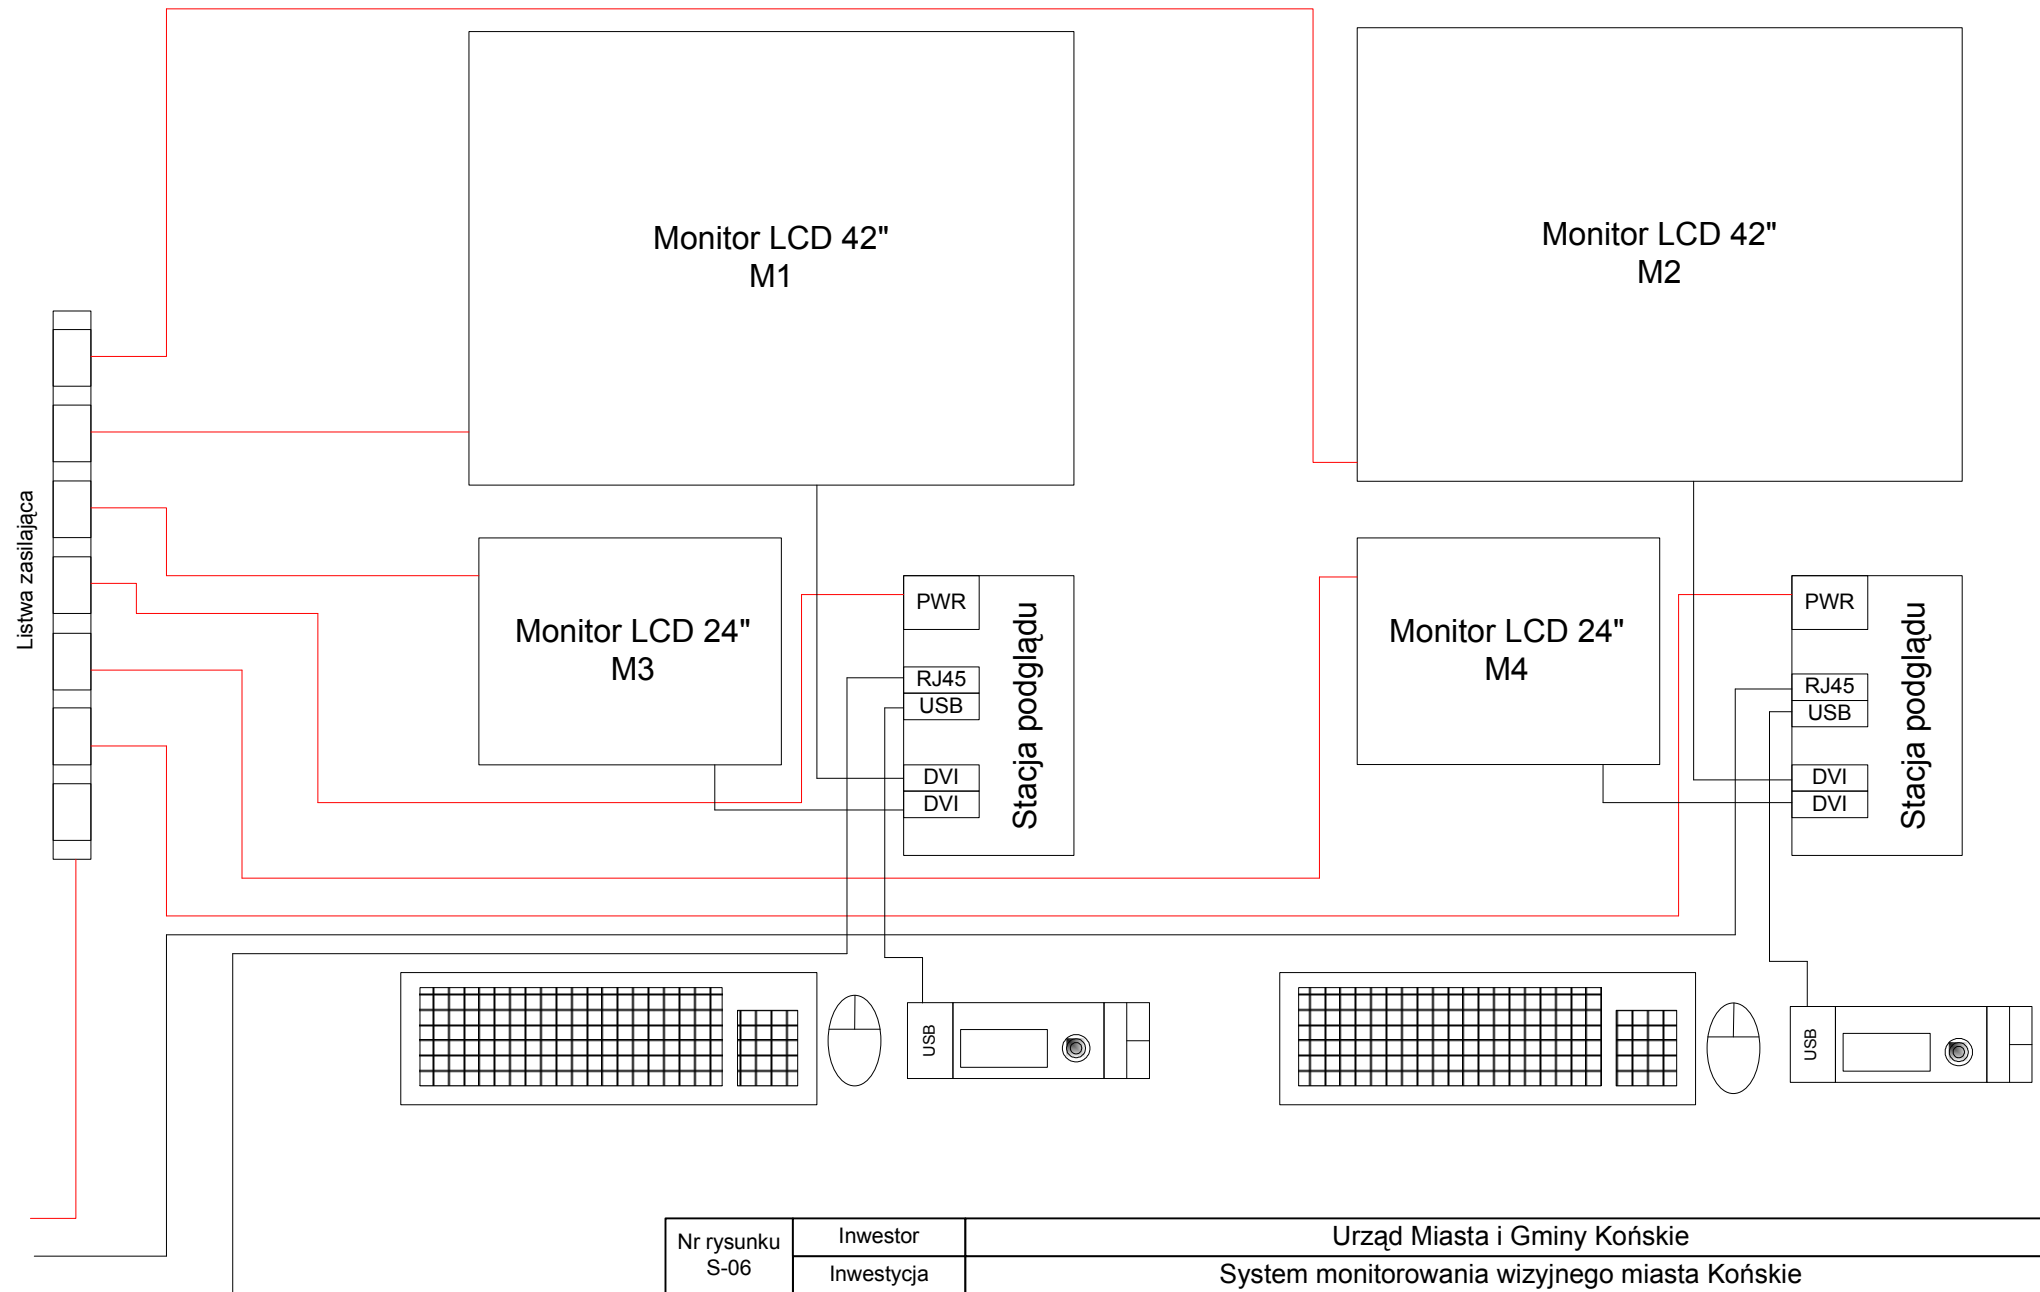 Monitor LCD 42"
M1
Monitor LCD 42"
M2
Listwa zasilająca
Monitor LCD 24"
M3
PWR
RJ45
USB
DVI
DVI
Stacja podglądu
Monitor LCD 24"
M4
PWR
RJ45
USB
DVI
DVI
Stacja podglądu
USB
USB
Nr rysunku
S-06
Inwestor
Urząd Miasta i Gminy Końskie
Inwestycja
System monitorowania wizyjnego miasta Końskie